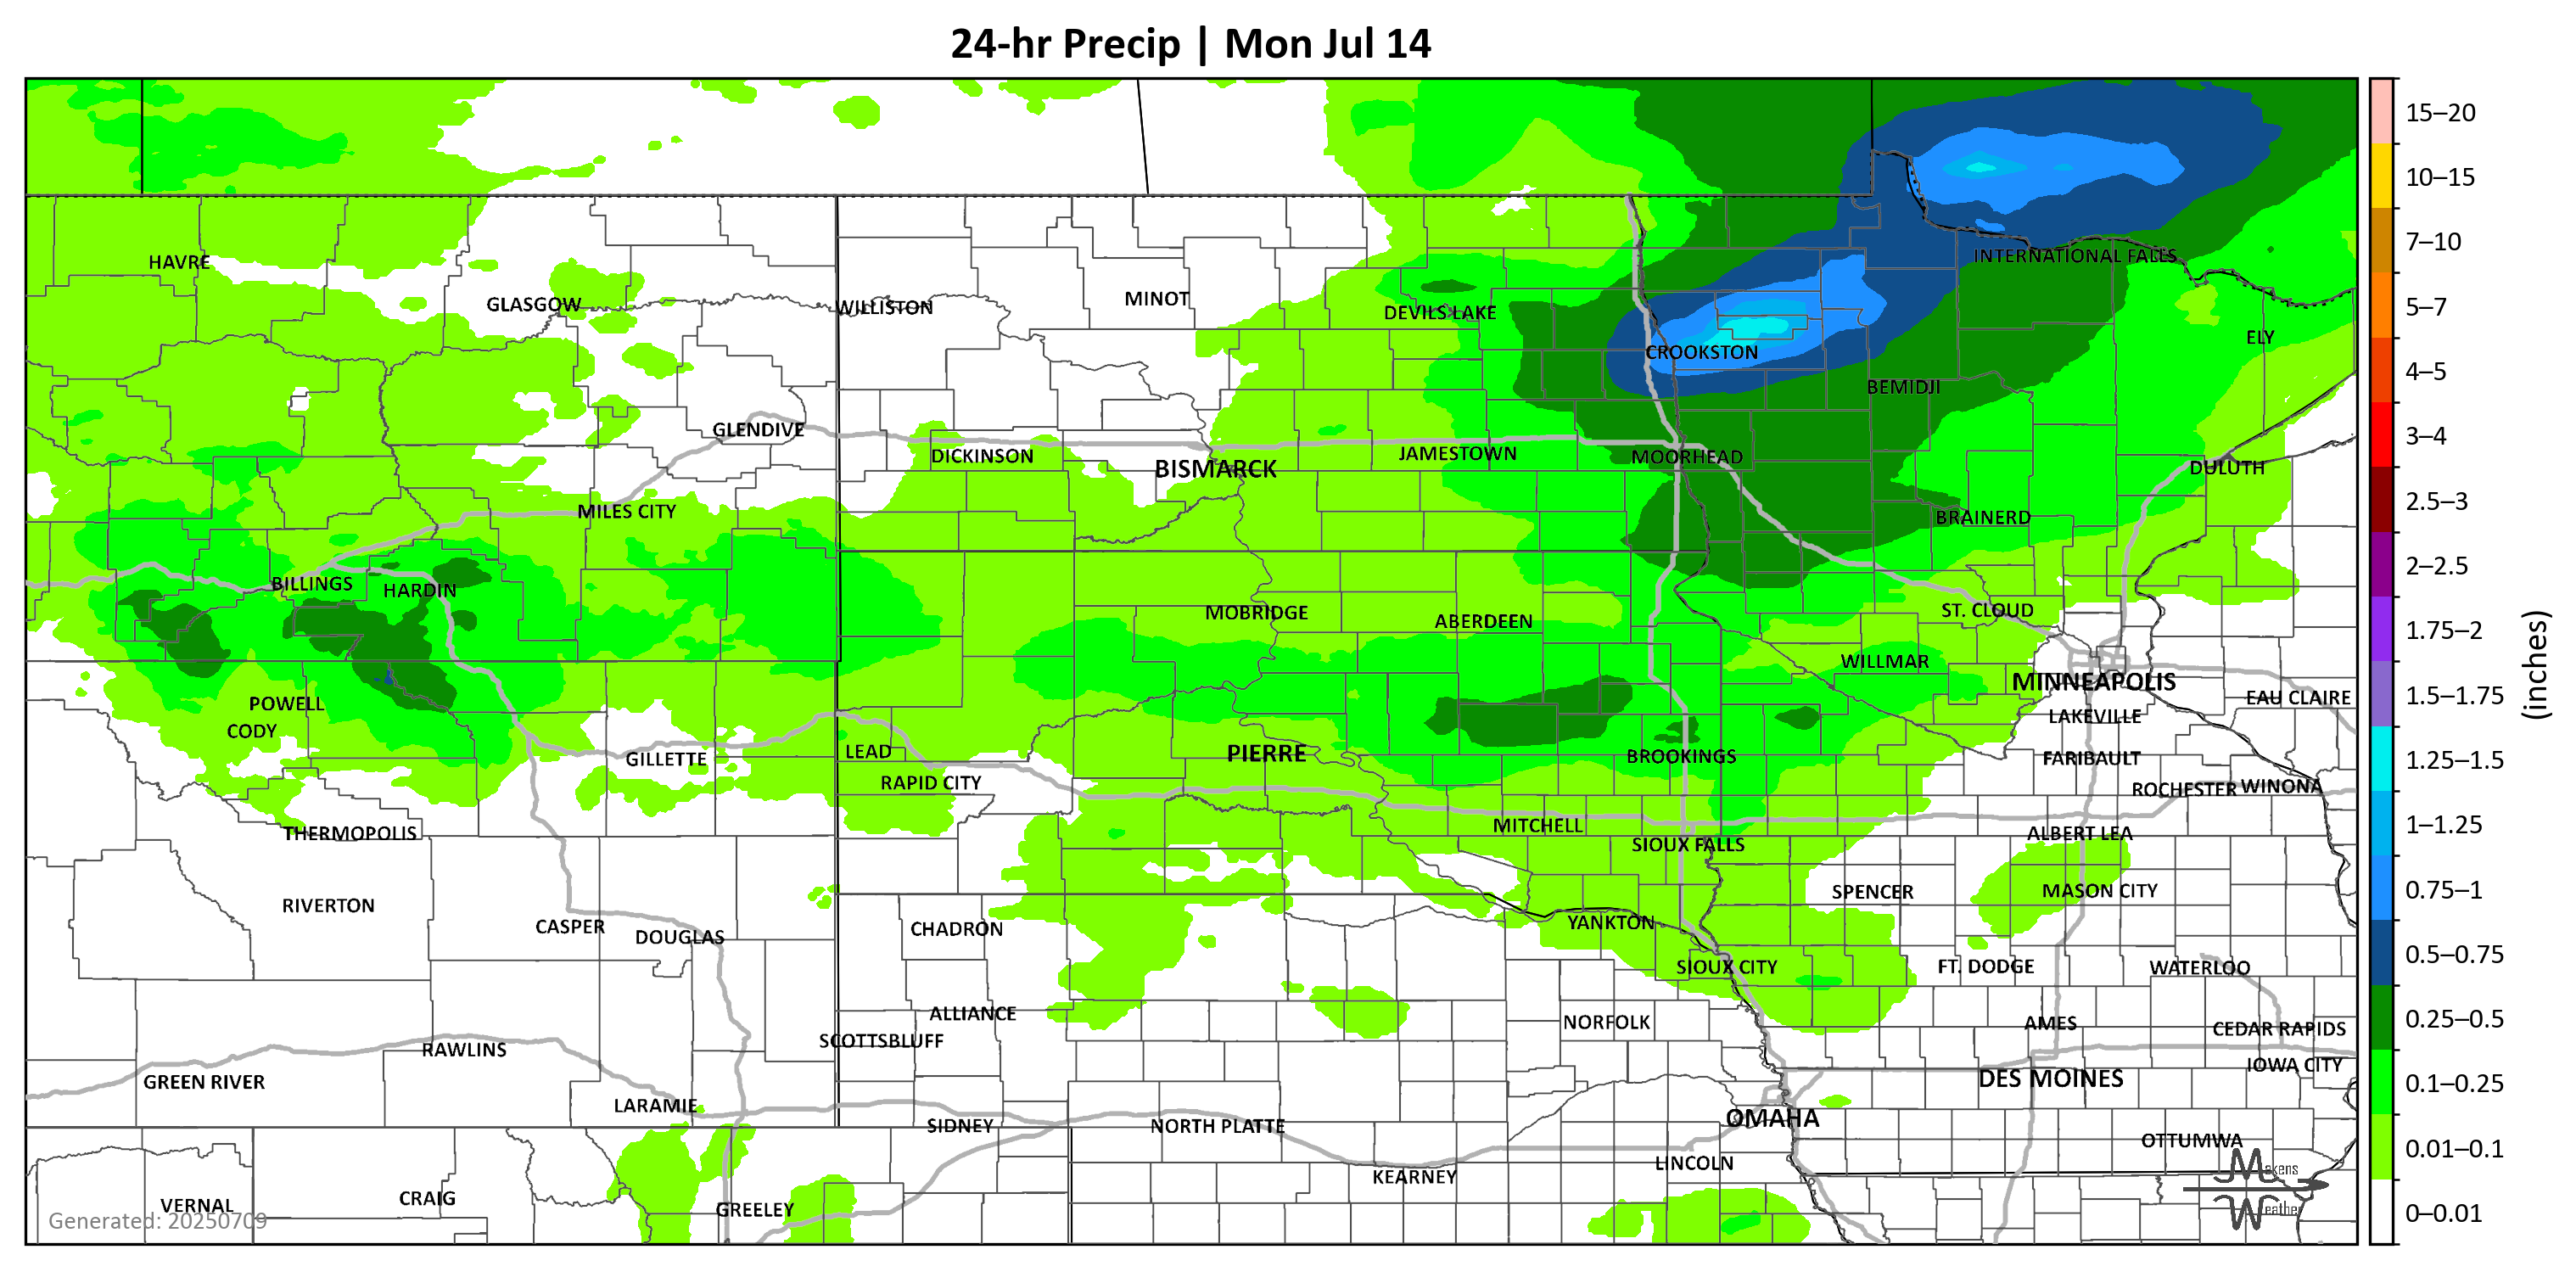 24-hr Precip | Mon Jul 14
15–20
10–15
7–10
5–7
4–5
3–4
2.5–3
2–2.5
1.75–2
1.5–1.75
1.25–1.5
1–1.25
0.75–1
0.5–0.75
0.25–0.5
0.1–0.25
0.01–0.1
0–0.01
(inches)
HAVRE
GLASGOW
WILLISTON
MINOT
DEVILS LAKE
INTERNATIONAL FALLS
ELY
CROOKSTON
BEMIDJI
GLENDIVE
DICKINSON
BISMARCK
JAMESTOWN
MOORHEAD
DULUTH
MILES CITY
BRAINERD
BILLINGS
HARDIN
MOBRIDGE
ABERDEEN
ST. CLOUD
WILLMAR
MINNEAPOLIS
POWELL
CODY
EAU CLAIRE
LAKEVILLE
GILLETTE
LEAD
PIERRE
BROOKINGS
FARIBAULT
RAPID CITY
ROCHESTER
WINONA
THERMOPOLIS
MITCHELL
SIOUX FALLS
ALBERT LEA
RIVERTON
SPENCER
MASON CITY
CASPER
DOUGLAS
CHADRON
YANKTON
SIOUX CITY
FT. DODGE
WATERLOO
ALLIANCE
NORFOLK
AMES
CEDAR RAPIDS
SCOTTSBLUFF
RAWLINS
IOWA CITY
GREEN RIVER
DES MOINES
LARAMIE
SIDNEY
NORTH PLATTE
OMAHA
OTTUMWA
LINCOLN
KEARNEY
VERNAL
CRAIG
GREELEY
Generated: 20250709
Makens
Weather